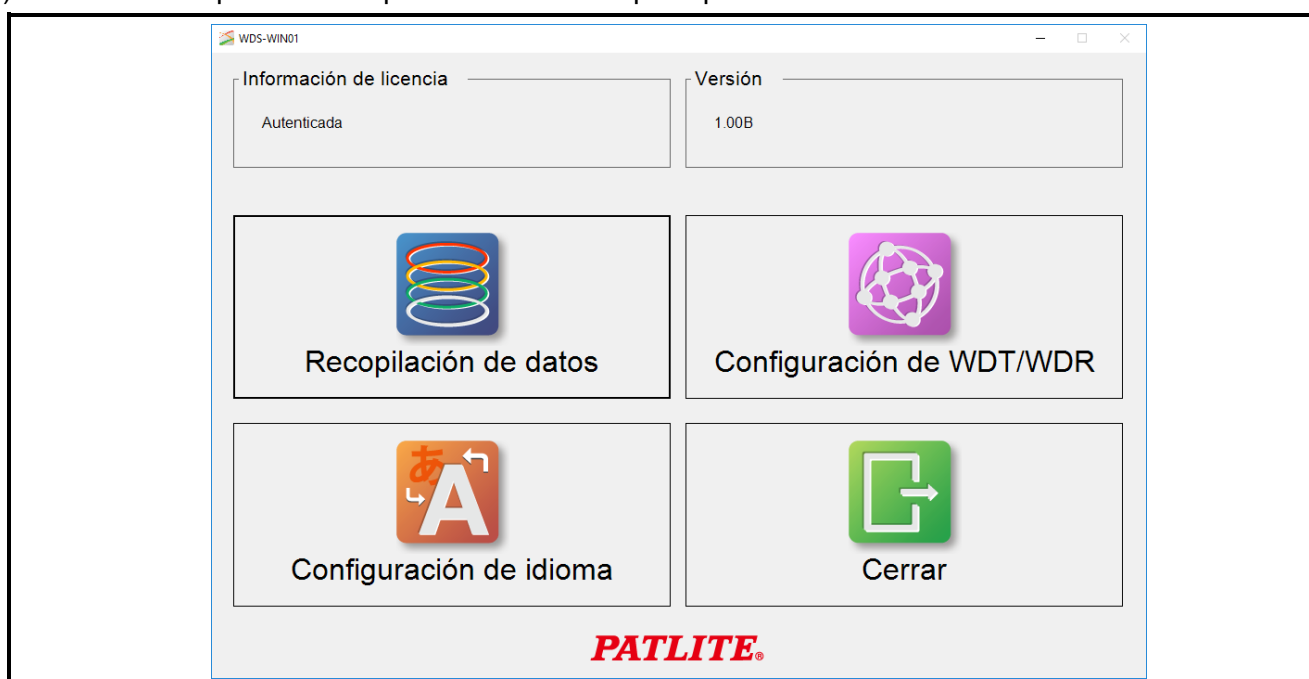 WDS-WIN01
Información de licencia
Versión
Autenticada
1.00B
Recopilación de datos
Configuración de WDT/WDR
あ
A
Configuración de idioma
Cerrar
PATLITE®